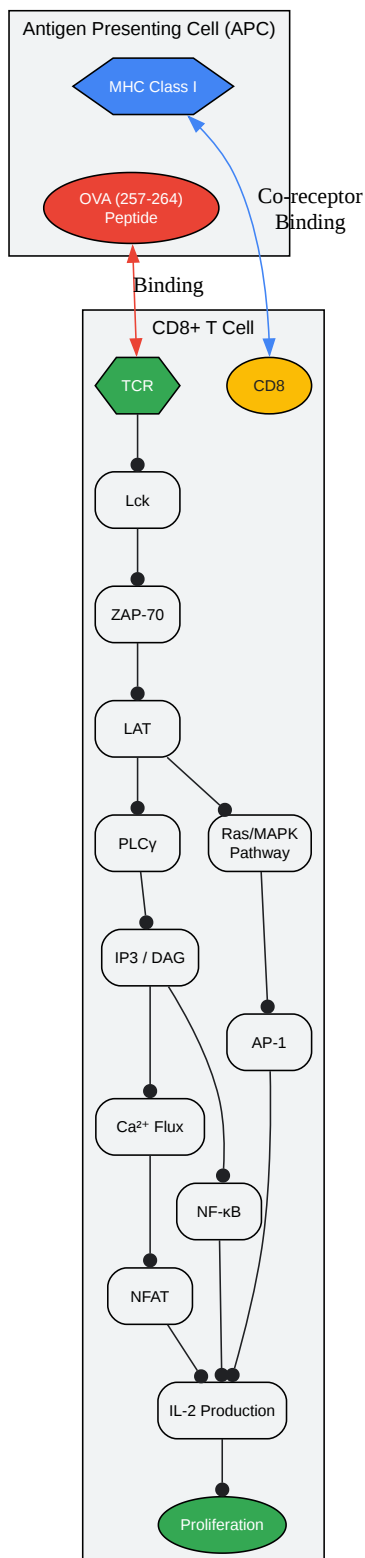 Antigen Presenting Cell (APC)
MHC Class I
OVA (257-264)
Peptide
Co-receptor
Binding
Binding
CD8+ T Cell
TCR
CD8
Lck
ZAP-70
LAT
PLCγ
Ras/MAPK
Pathway
IP3 / DAG
AP-1
Ca²⁺ Flux
NF-κB
NFAT
IL-2 Production
Proliferation